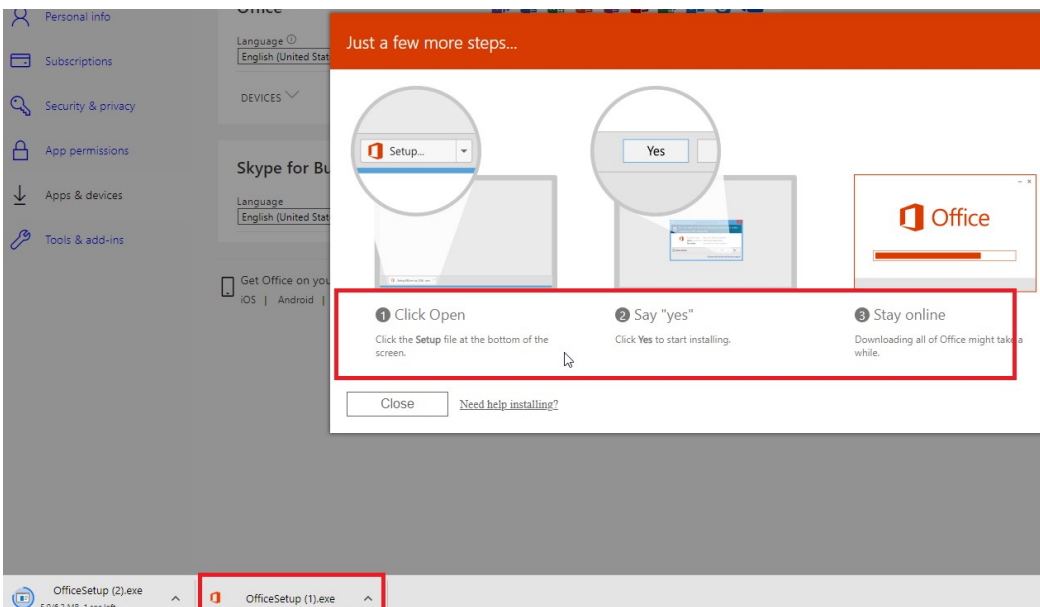 Personal info
Subscriptions
Security & privacy
App permissions
Apps & devices
Tools & add-ins
Office
Language
English (United Stat
DEVICES
Skype for Bu
Language
English (United Stat
Get Office on you
iOS | Android |
Just a few more steps...
Setup...
Yes
Office
1 Click Open
Click the Setup file at the bottom of the
screen.
2 Say "yes"
Click Yes to start installing.
3 Stay online
Downloading all of Office might take a
while.
Close
Need help installing?
OfficeSetup (2).exe
OfficeSetup (1).exe